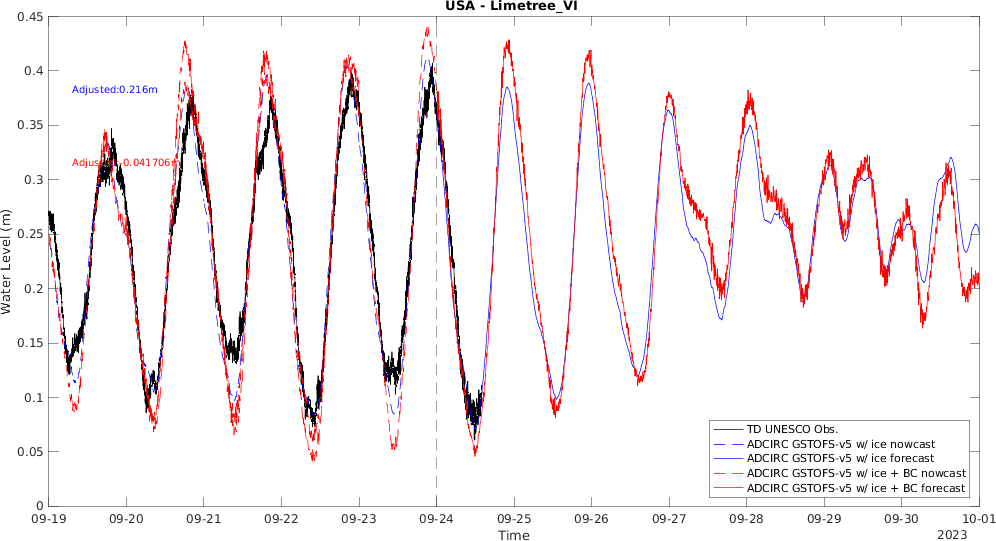 USA - Limetree_VI
0.45
0.4
0.35
0.3
0.25
0.2
0.15
0.1
0.05
0
Water Level (m)
Adjusted:0.216m
Adjusted:-0.041706m
09-19 09-20 09-21 09-22 09-23 09-24 09-25 09-26 09-27 09-28 09-29 09-30 10-01
Time
2023
TD UNESCO Obs.
ADCIRC GSTOFS-v5 w/ ice nowcast
ADCIRC GSTOFS-v5 w/ ice forecast
ADCIRC GSTOFS-v5 w/ ice + BC nowcast
ADCIRC GSTOFS-v5 w/ ice + BC forecast